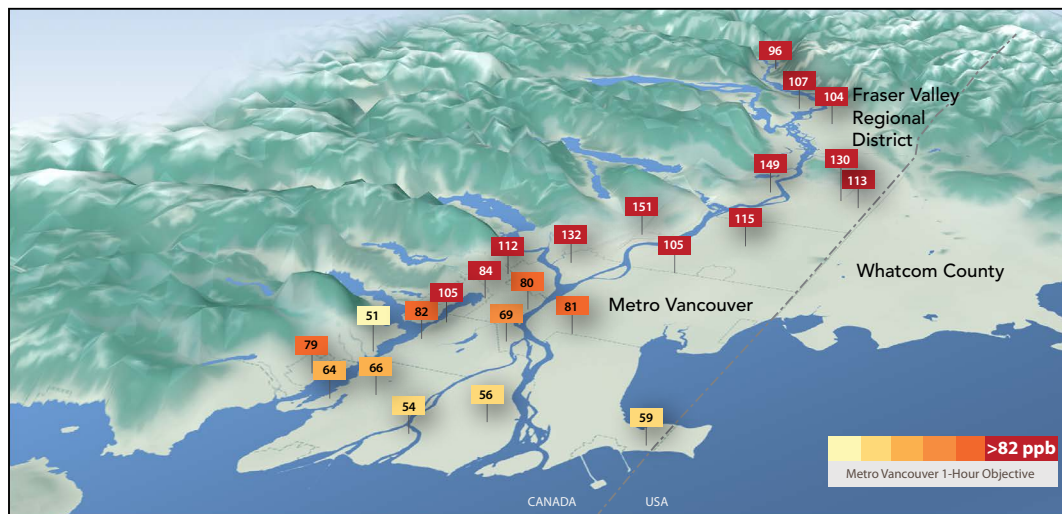 96
107
104
Fraser Valley
Regional
District
130
149
113
151
115
132
105
112
84
80
Whatcom County
105
82
81
Metro Vancouver
51
69
79
64
66
54
56
59
>82 ppb
Metro Vancouver 1-Hour Objective
CANADA
USA